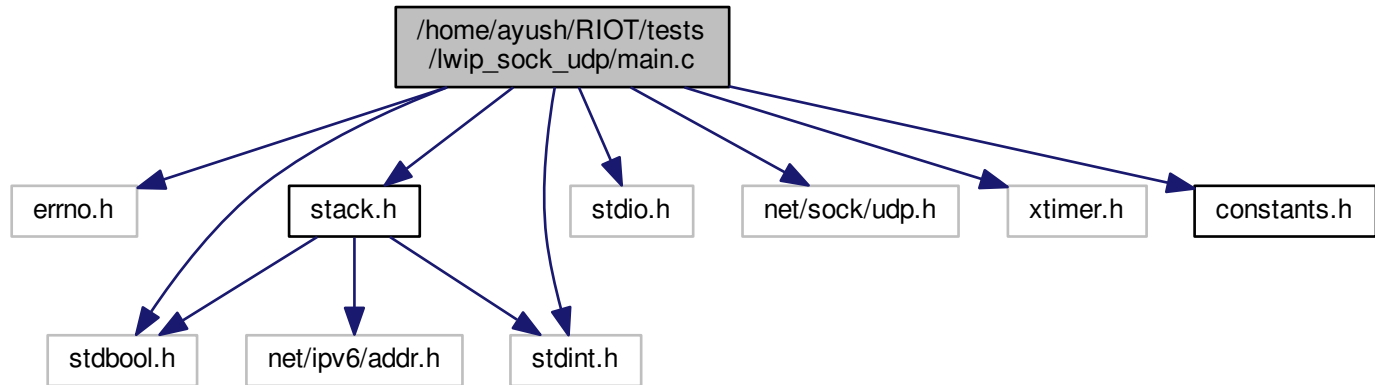 /home/ayush/RIOT/tests
/lwip_sock_udp/main.c
errno.h
stack.h
stdio.h
net/sock/udp.h
xtimer.h
constants.h
stdbool.h
net/ipv6/addr.h
stdint.h